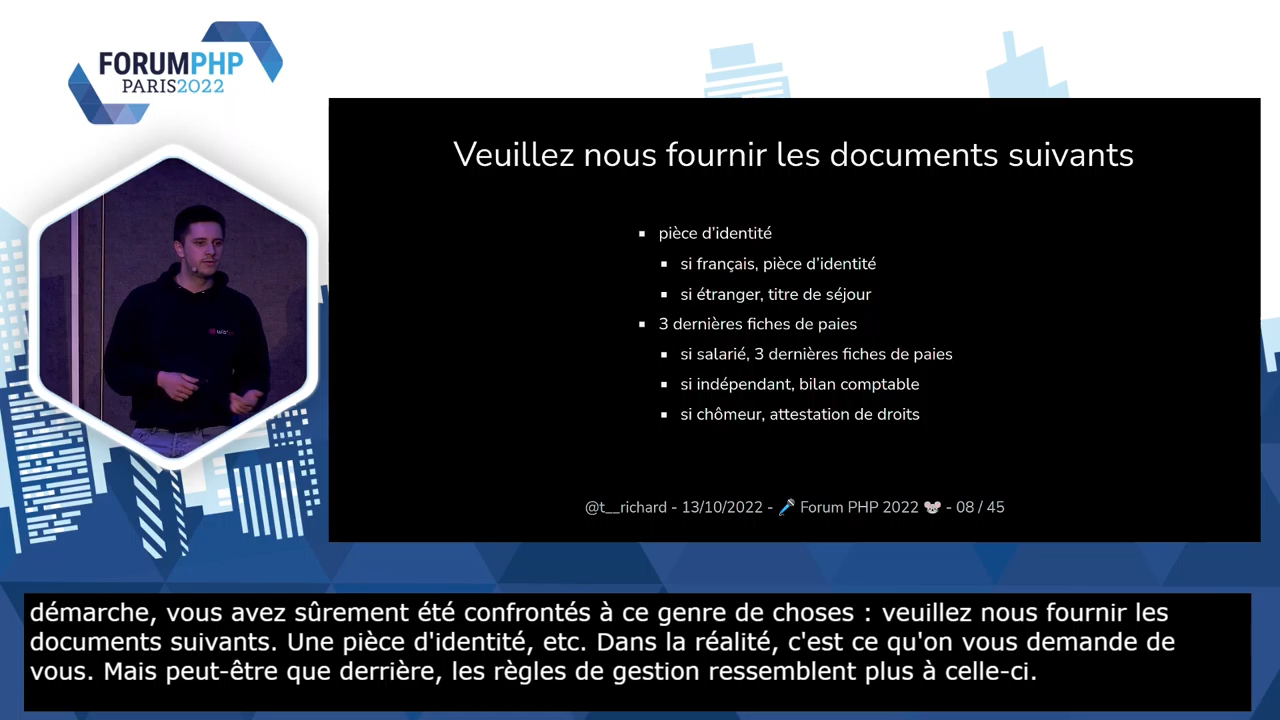 FORUMPHP
PARIS2022
Veuillez nous fournir les documents suivants
pièce d'identité
si français, pièce d'identité
si étranger, titre de séjour
3 dernières fiches de paies
si salarié, 3 dernières fiches de paies
si indépendant, bilan comptable
si chômeur, attestation de droits
@t__richard - 13/10/2022 - 🎤 Forum PHP 2022 🐭 - 08 / 45
démarche, vous avez sûrement été confrontés à ce genre de choses : veuillez nous fournir les
documents suivants. Une pièce d'identité, etc. Dans la réalité, c'est ce qu'on vous demande de
vous. Mais peut-être que derrière, les règles de gestion ressemblent plus à celle-ci.